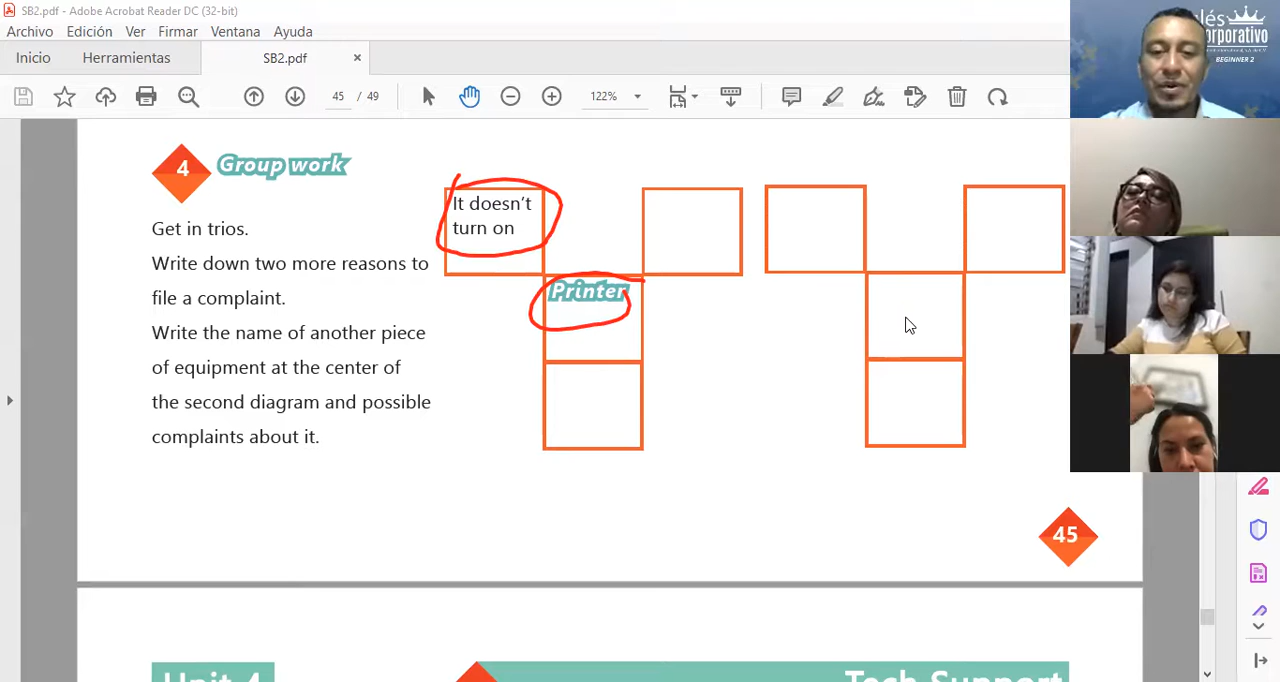 SB2.pdf - Adobe Acrobat Reader DC (32-bit)
Archivo Edición Ver Firmar Ventana Ayuda
Inicio Herramientas SB2.pdf ×
45 / 49 122%
4 Group work
Get in trios.
Write down two more reasons to
file a complaint.
Write the name of another piece
of equipment at the center of
the second diagram and possible
complaints about it.
It doesn't
turn on
Printer
45
Unit 4
Tech Support
BEGINNER 2